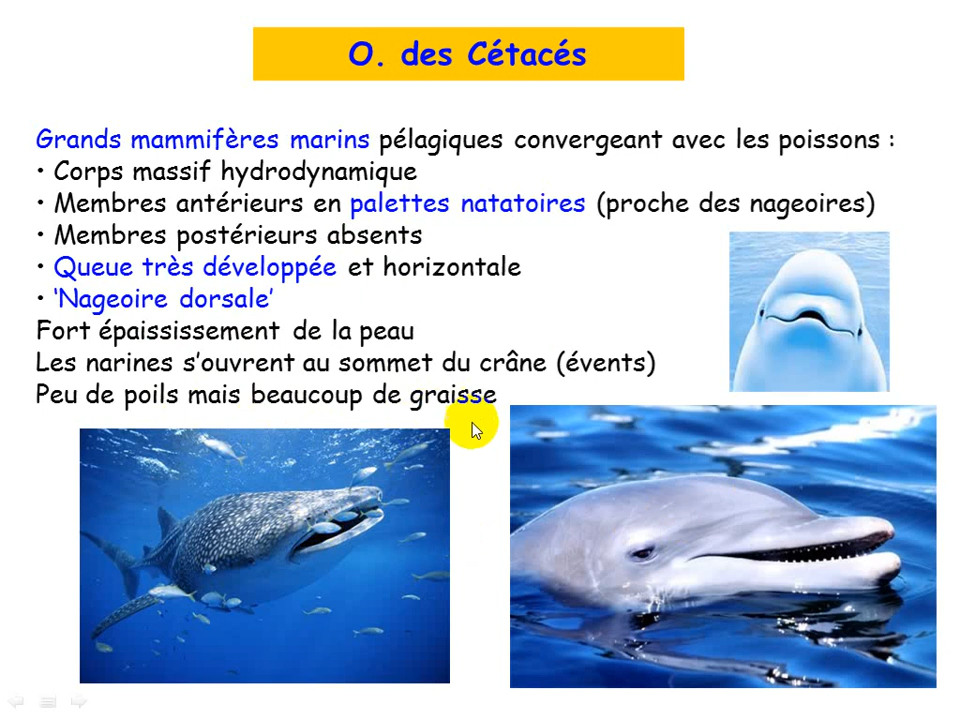 O. des Cétacés
Grands mammifères marins pélagiques convergeant avec les poissons :
• Corps massif hydrodynamique
• Membres antérieurs en palettes natatoires (proche des nageoires)
• Membres postérieurs absents
• Queue très développée et horizontale
• ‘Nageoire dorsale’
Fort épaississement de la peau
Les narines s’ouvrent au sommet du crâne (évents)
Peu de poils mais beaucoup de graisse